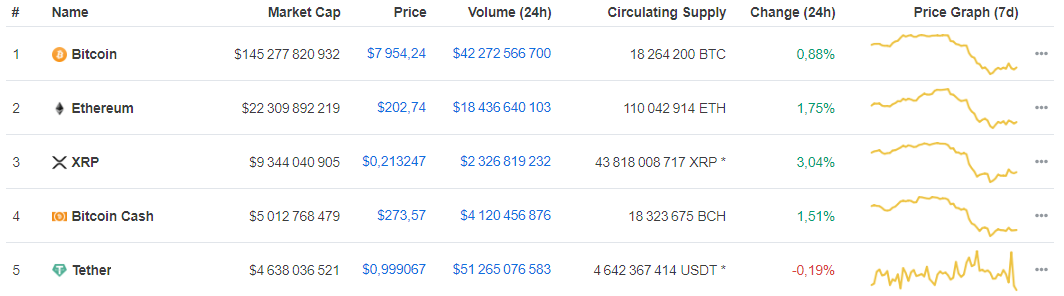 # Name Market Cap Price Volume (24h) Circulating Supply Change (24h) Price Graph (7d)
1 Bitcoin $145 277 820 932 $7 954,24 $42 272 566 700 18 264 200 BTC 0,88% •••
2 Ethereum $22 309 892 219 $202,74 $18 436 640 103 110 042 914 ETH 1,75% •••
3 XRP $9 344 040 905 $0,213247 $2 326 819 232 43 818 008 717 XRP * 3,04% •••
4 Bitcoin Cash $5 012 768 479 $273,57 $4 120 456 876 18 323 675 BCH 1,51% •••
5 Tether $4 638 036 521 $0,999067 $51 265 076 583 4 642 367 414 USDT * -0,19% •••